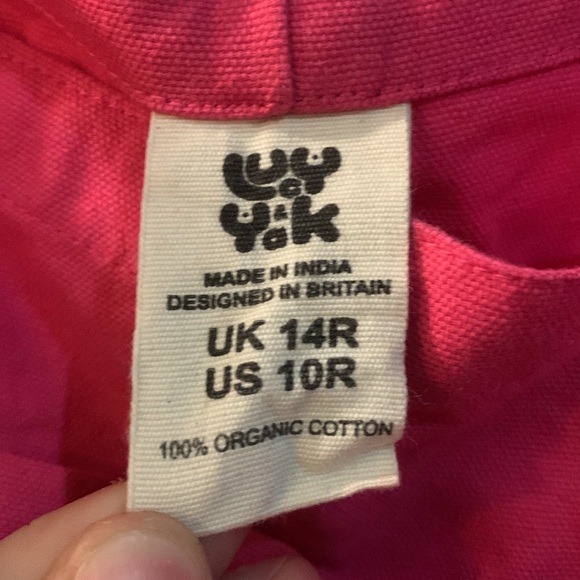 Lucy
& Yak
MADE IN INDIA
DESIGNED IN BRITAIN
UK 14R
US 10R
100% ORGANIC COTTON